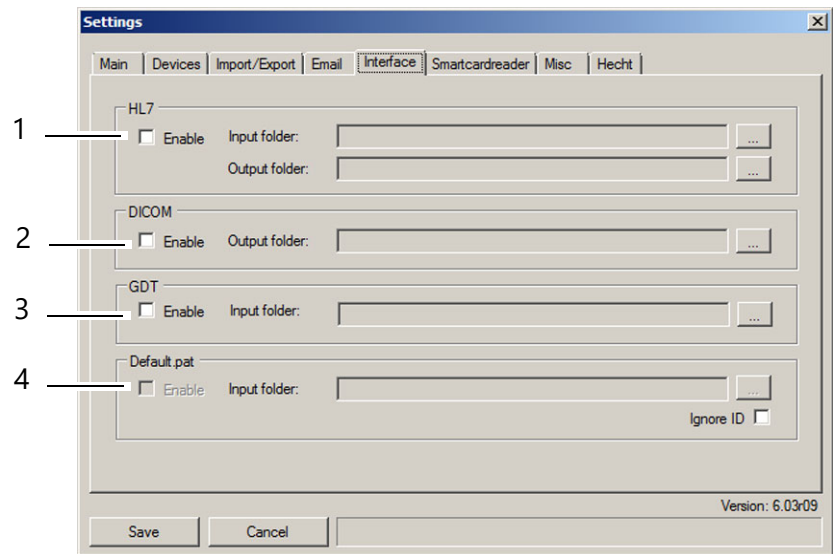 Settings
Main Devices Import/Export Email Interface Smartcardreader Misc Hecht
HL7
1 Enable Input folder: ...
Output folder: ...
DICOM
2 Enable Output folder: ...
GDT
3 Enable Input folder: ...
Default.pat
4 Enable Input folder: ...
Ignore ID
Version: 6.03r09
Save Cancel